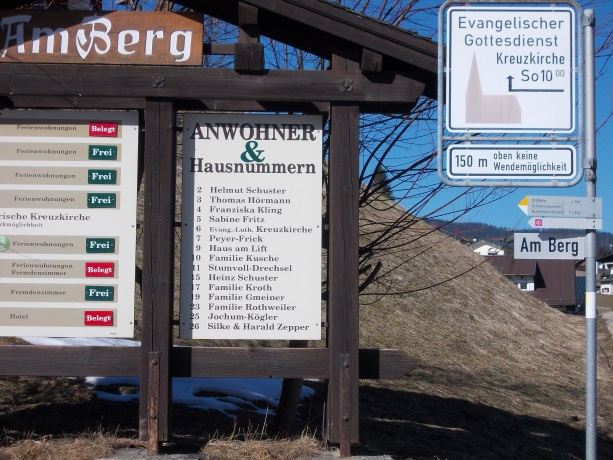 Am Berg
Ferienwohnungen Belegt
Ferienwohnungen Frei
Ferienwohnungen Frei
Ferienwohnungen Frei
rische Kreuzkirche
Ferienwohnungen Frei
Ferienwohnungen
Fremdenzimmer Belegt
Fremdenzimmer Frei
Hotel Belegt
ANWOHNER
&
Hausnummern
2 Helmut Schuster
3 Thomas Hörmann
4 Franziska Kling
5 Sabine Fritz
6 Evang.-Luth. Kreuzkirche
7 Peyer-Frick
9 Haus am Lift
10 Familie Kusche
11 Stumvoll-Drechsel
15 Heinz Schuster
17 Familie Kroth
19 Familie Gmeiner
23 Familie Rothweiler
25 Jochum-Kögler
26 Silke & Harald Zepper
Evangelischer
Gottesdienst
Kreuzkirche
So 10 00
150 m oben keine
Wendemöglichkeit
Am Berg